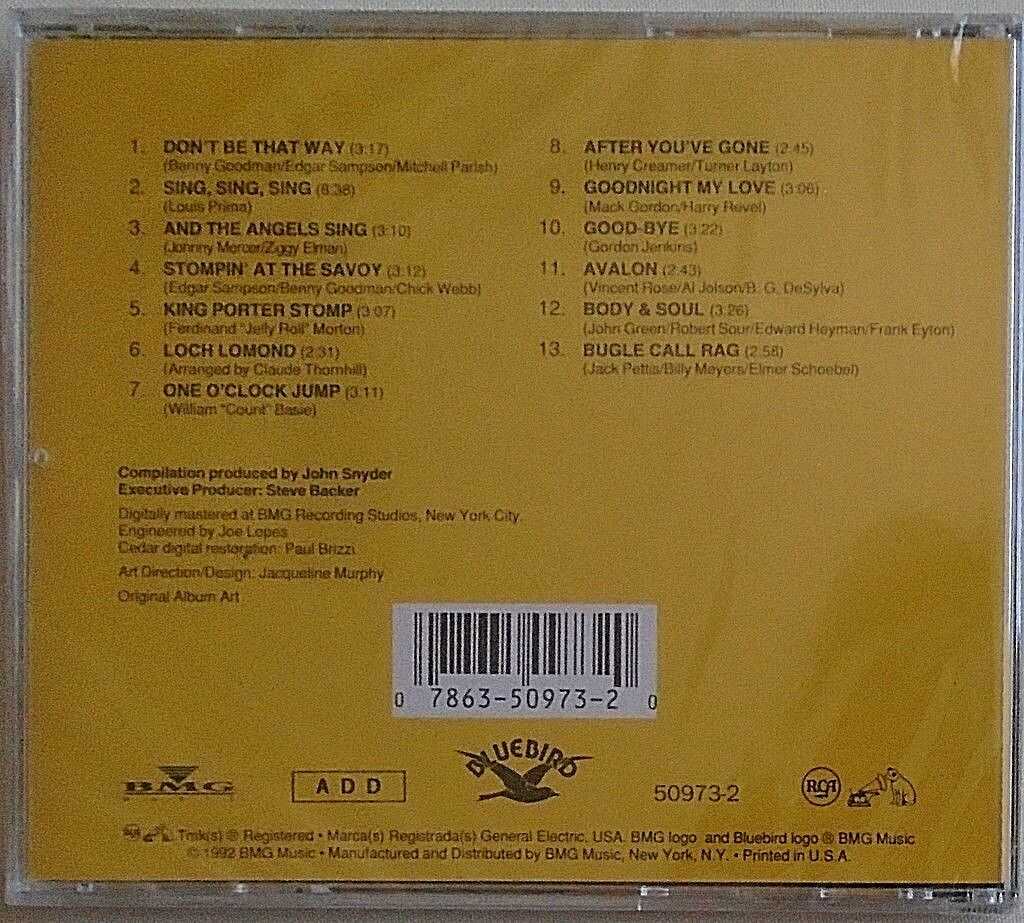 1. DON'T BE THAT WAY (3:17)
(Benny Goodman/Edgar Sampson/Mitchell Parish)
2. SING, SING, SING (8:38)
(Louis Prima)
3. AND THE ANGELS SING (3:10)
(Johnny Mercer/Ziggy Elman)
4. STOMPIN' AT THE SAVOY (3:12)
(Edgar Sampson/Benny Goodman/Chick Webb)
5. KING PORTER STOMP (3:07)
(Ferdinand "Jelly Roll" Morton)
6. LOCH LOMOND (2:31)
(Arranged by Claude Thornhill)
7. ONE O'CLOCK JUMP (3:11)
(William "Count" Basie)
8. AFTER YOU'VE GONE (2:45)
(Henry Creamer/Turner Layton)
9. GOODNIGHT MY LOVE (3:06)
(Mack Gordon/Harry Revel)
10. GOOD-BYE (3:22)
(Gordon Jenkins)
11. AVALON (2:43)
(Vincent Rose/Al Jolson/B. G. DeSylva)
12. BODY & SOUL (3:26)
(John Green/Robert Sour/Edward Heyman/Frank Eyton)
13. BUGLE CALL RAG (2:58)
(Jack Pettis/Billy Meyers/Elmer Schoebel)
Compilation produced by John Snyder
Executive Producer: Steve Backer
Digitally mastered at BMG Recording Studios, New York City.
Engineered by Joe Lopes
Cedar digital restoration: Paul Brizzi
Art Direction/Design: Jacqueline Murphy
Original Album Art
0 7863-50973-2 0
BMG
ADD
BLUEBIRD
50973-2
RCA
Tmk(s) ® Registered • Marca(s) Registrada(s) General Electric, USA. BMG logo and Bluebird logo ® BMG Music
© 1992 BMG Music • Manufactured and Distributed by BMG Music, New York, N.Y. • Printed in U.S.A.